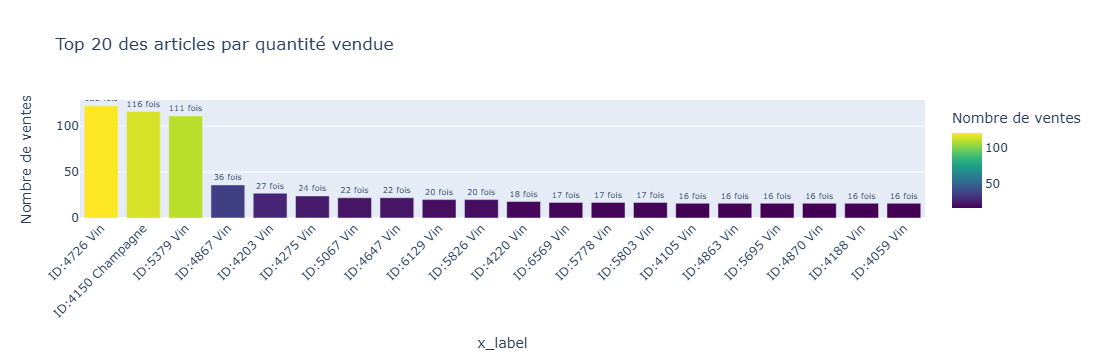 Top 20 des articles par quantité vendue
Nombre de ventes
100
50
0
116 fois
111 fois
36 fois
27 fois
24 fois
22 fois
22 fois
20 fois
20 fois
18 fois
17 fois
17 fois
17 fois
16 fois
16 fois
16 fois
16 fois
16 fois
16 fois
ID:4726 Vin
ID:4150 Champagne
ID:5379 Vin
ID:4867 Vin
ID:4203 Vin
ID:4275 Vin
ID:5067 Vin
ID:4647 Vin
ID:6129 Vin
ID:5826 Vin
ID:4220 Vin
ID:6569 Vin
ID:5778 Vin
ID:5803 Vin
ID:4105 Vin
ID:4863 Vin
ID:5695 Vin
ID:4870 Vin
ID:4188 Vin
ID:4059 Vin
x_label
Nombre de ventes
100
50